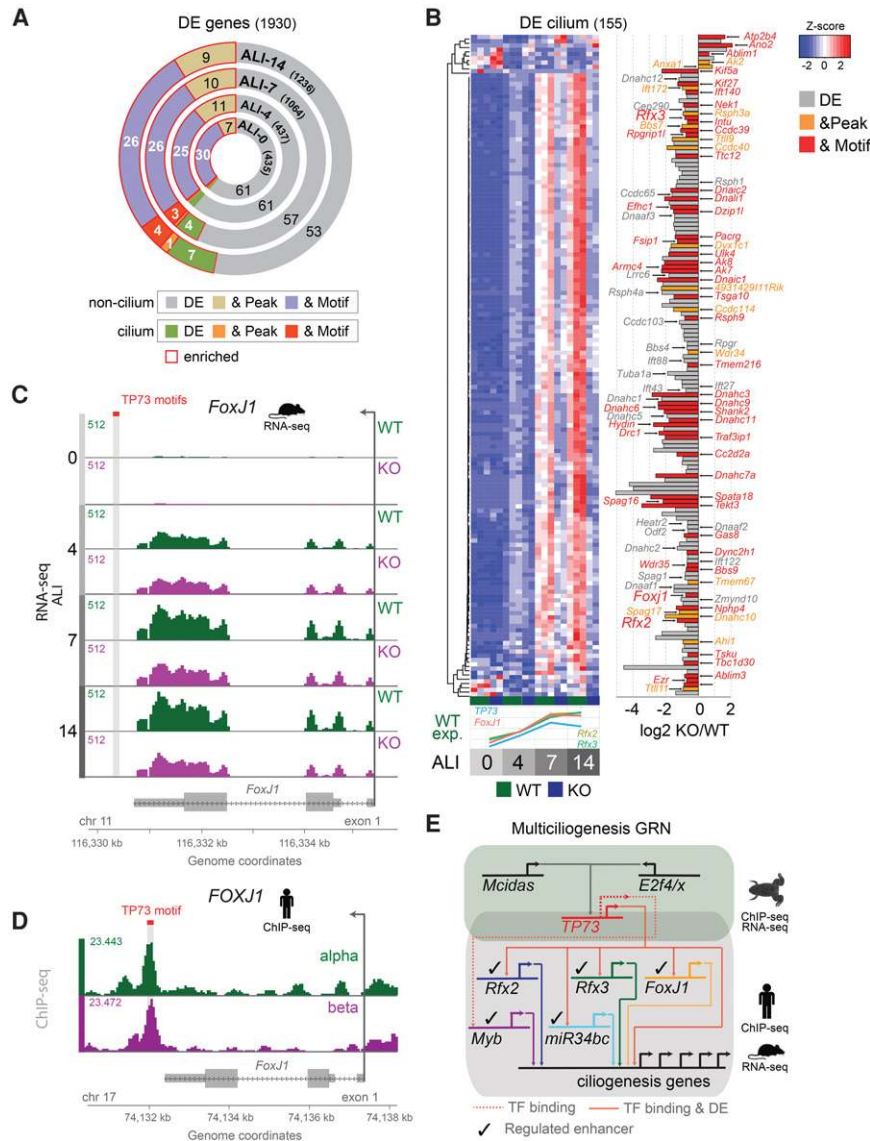 A
DE genes (1930)
ALI-14 (1236)
ALI-7 (1064)
ALI-4 (437)
ALI-0 (435)
9
10
11
7
26
26
25
30
61
61
57
53
3
4
4
1
7
non-cilium DE & Peak & Motif
cilium DE & Peak & Motif
enriched
B
DE cilium (155)
Z-score
-2 0 2
DE
&Peak
& Motif
Atp2b4
Ano2
Ablim1
Ak2
Anxa1
Kif5a
Dnahc12
Kif27
Ift172
Ift140
Cep290
Nek1
Rfx3
Rsph3a
Bbs7
Intu
Rpgrip1l
Ccdc39
Ttll9
Ccdc40
Ttc12
Rsph1
Ccdc65
Dnaic2
Dnali1
Efhc1
Dzip1l
Dnaaf3
Pacrg
Fsip1
Dyx1c1
Ulk4
Armc4
Ak8
Lrrc6
Ak7
Dnaic1
Rsph4a
4931429I11Rik
Tsga10
Ccdc114
Ccdc103
Rsph9
Rpgr
Bbs4
Wdr34
Ift88
Tmem216
Tuba1a
Ift43
Ift27
Dnahc1
Dnahc3
Dnahc6
Dnahc9
Dnahc5
Shank2
Hydin
Dnahc11
Drc1
Traf3ip1
Cc2d2a
Dnahc7a
Spag16
Spata18
Tekt3
Heatr2
Dnaaf2
Odf2
Gas8
Dnahc2
Dync2h1
Wdr35
Ift122
Spag1
Bbs9
Dnaaf1
Tmem67
Foxj1
Zmynd10
Spag17
Nphp4
Rfx2
Dnahc10
Ahi1
Tsku
Tbc1d30
Ezr
Ablim3
Ttll11
-4 -2 0 2
log2 KO/WT
WT exp.
TP73
FoxJ1
Rfx2
Rfx3
ALI 0 4 7 14
WT KO
C
TP73 motifs
FoxJ1
RNA-seq
512
WT
0
512
KO
512
WT
4
512
KO
512
WT
7
512
KO
512
WT
14
512
KO
RNA-seq
ALI
FoxJ1
chr 11
exon 1
116,330 kb 116,332 kb 116,334 kb
Genome coordinates
D
TP73 motif
FOXJ1
ChIP-seq
23.443
alpha
23.472
beta
ChIP-seq
FoxJ1
chr 17
exon 1
74,132 kb 74,134 kb 74,136 kb 74,138 kb
Genome coordinates
E
Multiciliogenesis GRN
Mcidas
E2f4/x
TP73
ChIP-seq
RNA-seq
Rfx2
Rfx3
FoxJ1
Myb
miR34bc
ciliogenesis genes
ChIP-seq
RNA-seq
TF binding
TF binding & DE
Regulated enhancer